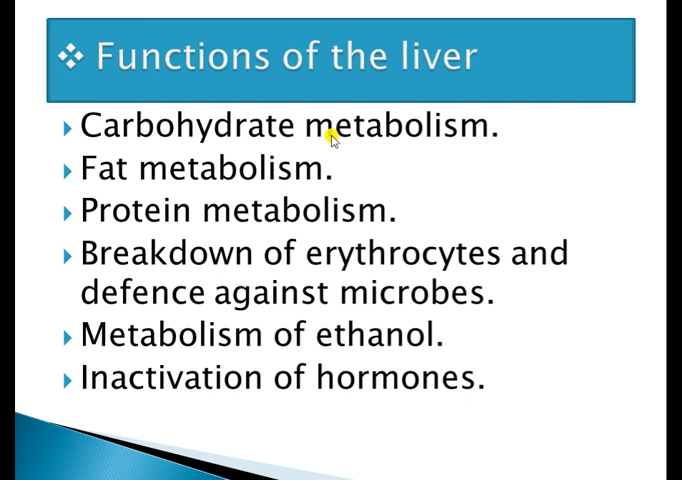 Functions of the liver
Carbohydrate metabolism.
Fat metabolism.
Protein metabolism.
Breakdown of erythrocytes and
defence against microbes.
Metabolism of ethanol.
Inactivation of hormones.